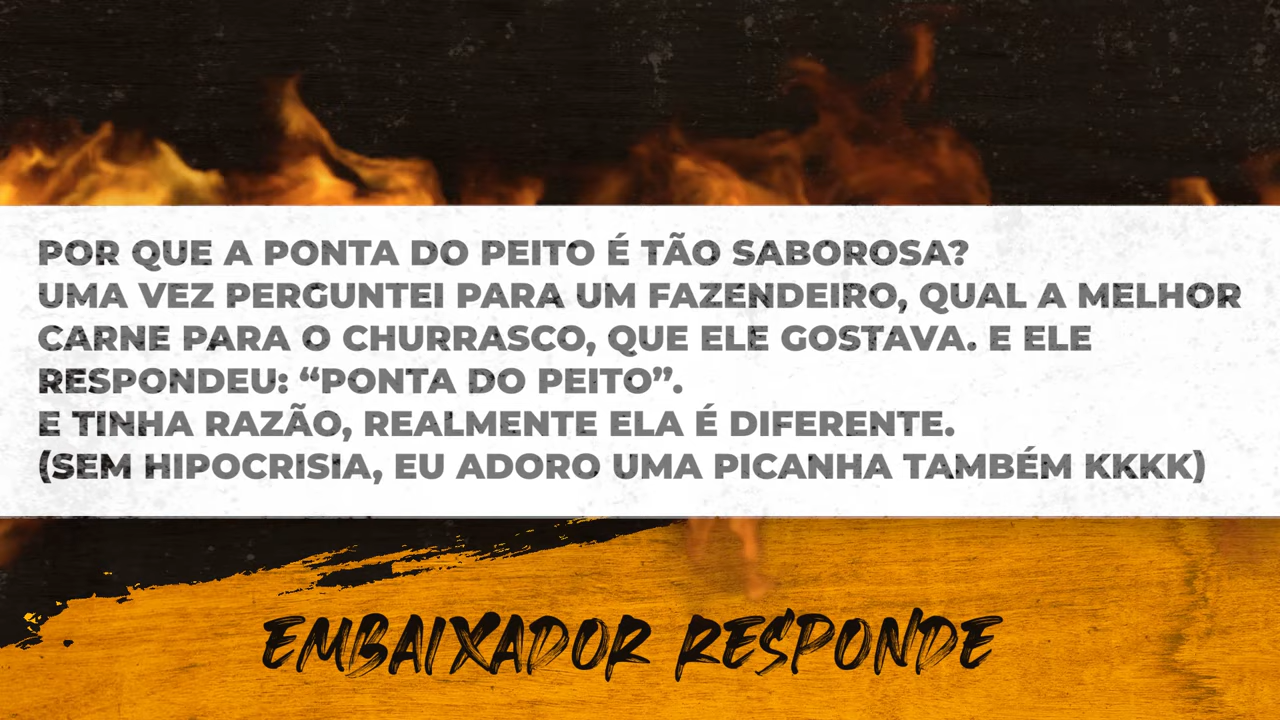 POR QUE A PONTA DO PEITO É TÃO SABOROSA?
UMA VEZ PERGUNTEI PARA UM FAZENDEIRO, QUAL A MELHOR
CARNE PARA O CHURRASCO, QUE ELE GOSTAVA. E ELE
RESPONDEU: “PONTA DO PEITO”.
E TINHA RAZÃO, REALMENTE ELA É DIFERENTE.
(SEM HIPOCRISIA, EU ADORO UMA PICANHA TAMBÉM KKKK)
EMBAIXADOR RESPONDE